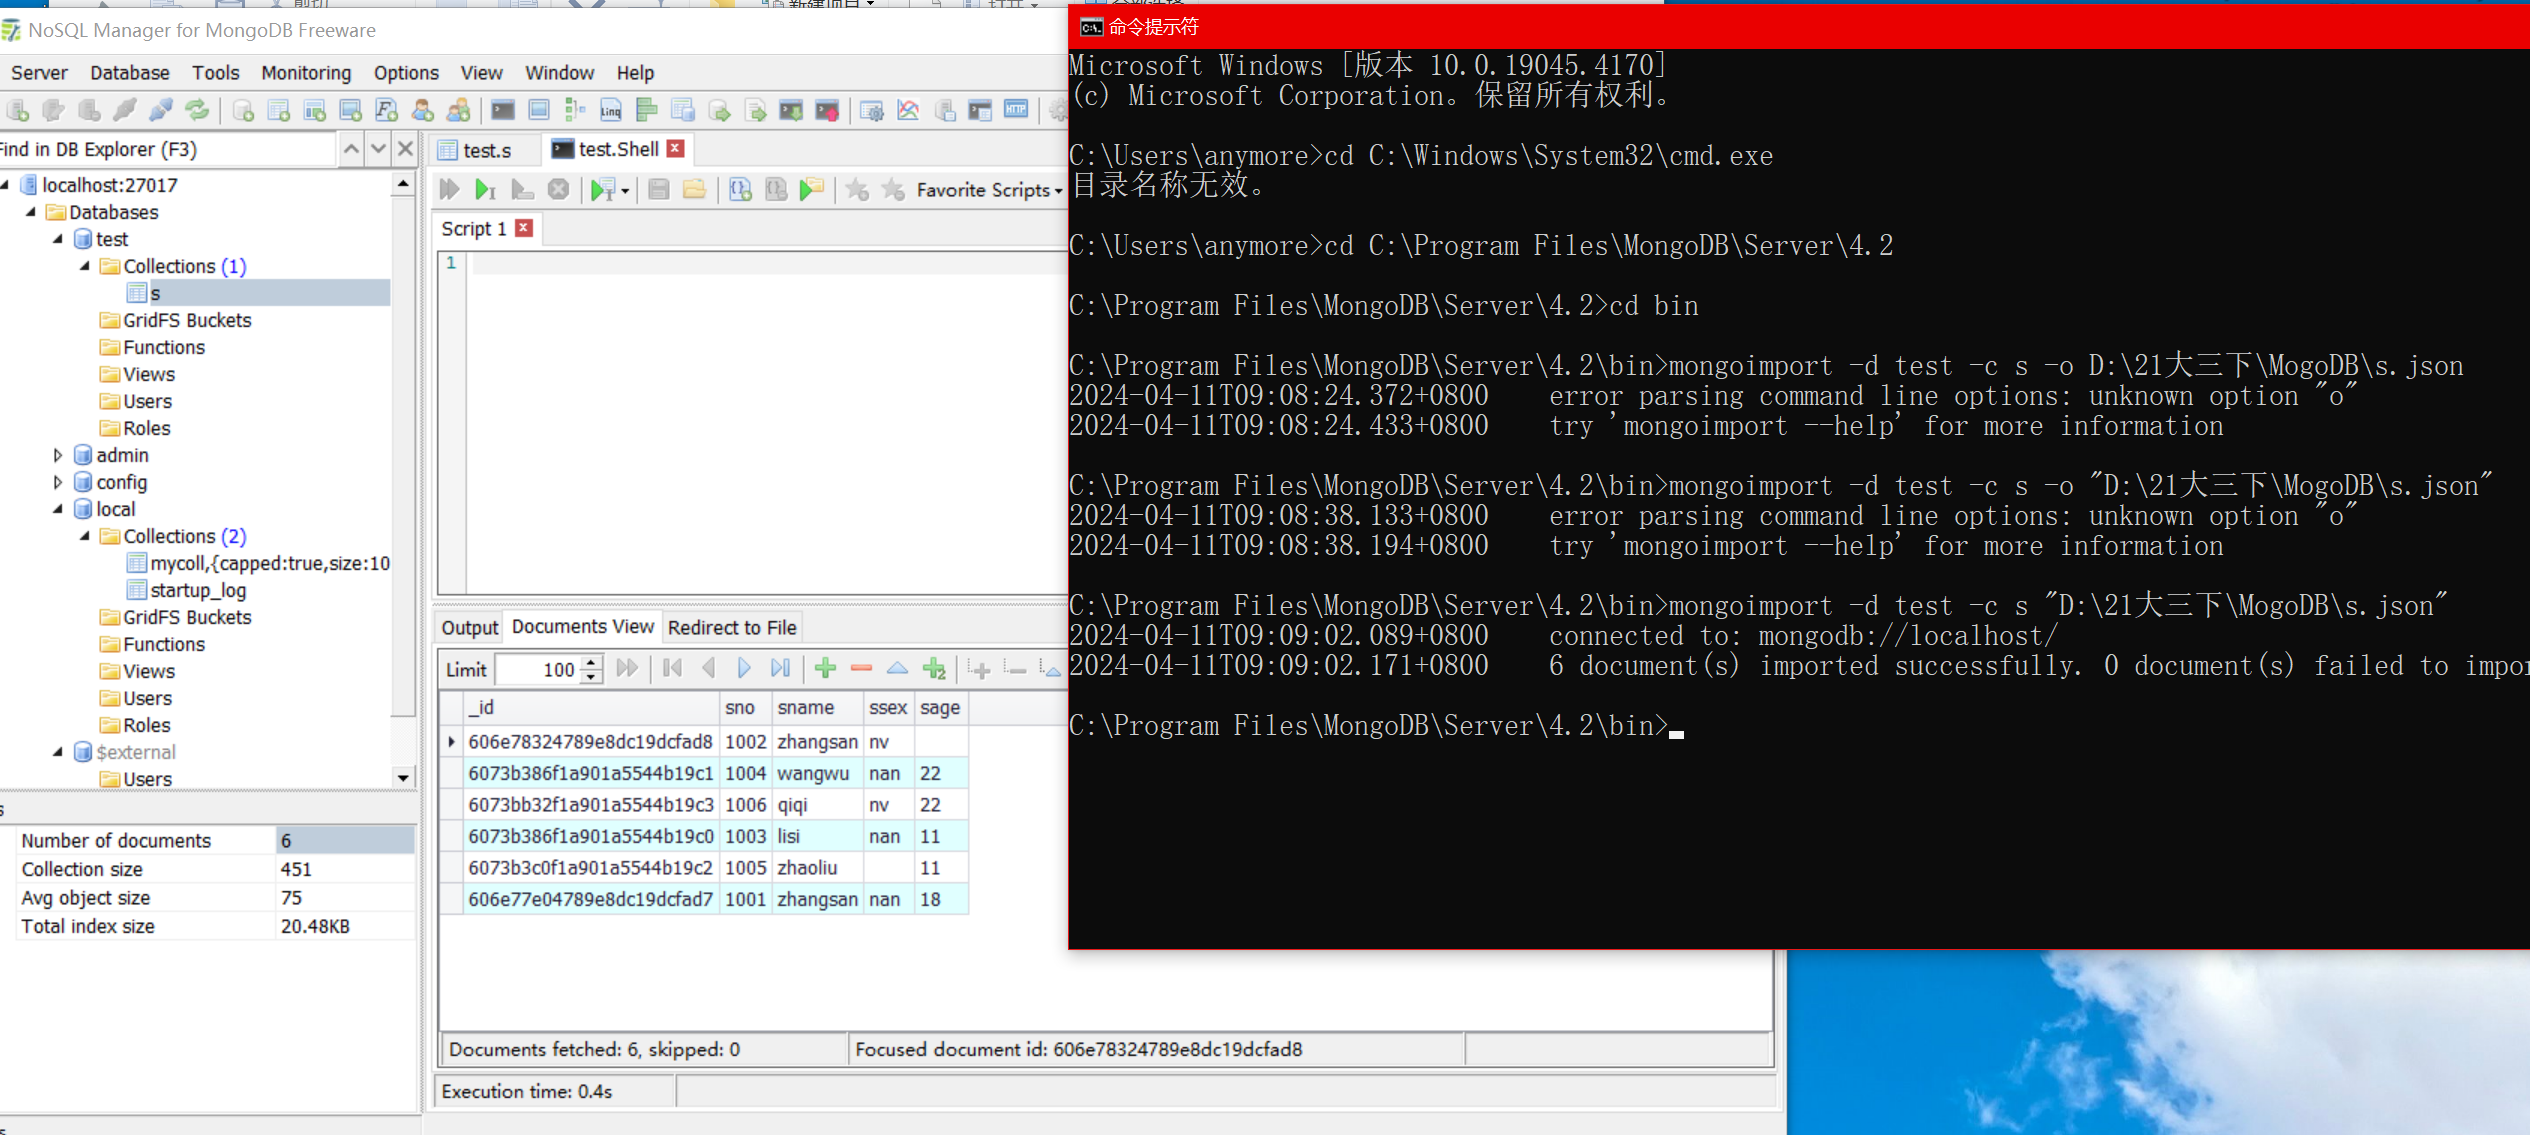 新建项目
NoSQL Manager for MongoDB Freeware
Server Database Tools Monitoring Options View Window Help
Linq
HTTP
Find in DB Explorer (F3)
localhost:27017
Databases
test
Collections (1)
s
GridFS Buckets
Functions
Views
Users
Roles
admin
config
local
Collections (2)
mycoll,{capped:true,size:10
startup_log
GridFS Buckets
Functions
Views
Users
Roles
$external
Users
s
Number of documents 6
Collection size 451
Avg object size 75
Total index size 20.48KB
test.s
test.Shell
Favorite Scripts
Script 1
1
Output Documents View Redirect to File
Limit 100
_id sno sname ssex sage
606e78324789e8dc19dcfad8 1002 zhangsan nv
6073b386f1a901a5544b19c1 1004 wangwu nan 22
6073bb32f1a901a5544b19c3 1006 qiqi nv 22
6073b386f1a901a5544b19c0 1003 lisi nan 11
6073b3c0f1a901a5544b19c2 1005 zhaoliu 11
606e77e04789e8dc19dcfad7 1001 zhangsan nan 18
Documents fetched: 6, skipped: 0 Focused document id: 606e78324789e8dc19dcfad8
Execution time: 0.4s
命令提示符
Microsoft Windows [版本 10.0.19045.4170]
(c) Microsoft Corporation。保留所有权利。
C:\Users\anymore>cd C:\Windows\System32\cmd.exe
目录名称无效。
C:\Users\anymore>cd C:\Program Files\MongoDB\Server\4.2
C:\Program Files\MongoDB\Server\4.2>cd bin
C:\Program Files\MongoDB\Server\4.2\bin>mongoimport -d test -c s -o D:\21大三下\MogoDB\s.json
2024-04-11T09:08:24.372+0800 error parsing command line options: unknown option "o"
2024-04-11T09:08:24.433+0800 try 'mongoimport --help' for more information
C:\Program Files\MongoDB\Server\4.2\bin>mongoimport -d test -c s -o "D:\21大三下\MogoDB\s.json"
2024-04-11T09:08:38.133+0800 error parsing command line options: unknown option "o"
2024-04-11T09:08:38.194+0800 try 'mongoimport --help' for more information
C:\Program Files\MongoDB\Server\4.2\bin>mongoimport -d test -c s "D:\21大三下\MogoDB\s.json"
2024-04-11T09:09:02.089+0800 connected to: mongodb://localhost/
2024-04-11T09:09:02.171+0800 6 document(s) imported successfully. 0 document(s) failed to impor
C:\Program Files\MongoDB\Server\4.2\bin>